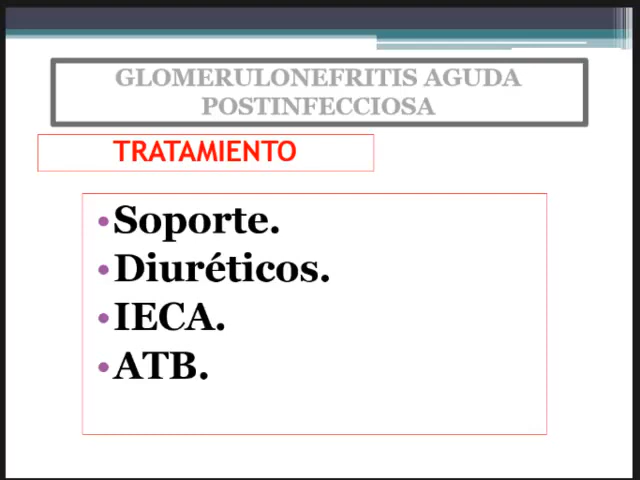 GLOMERULONEFRITIS AGUDA
POSTINFECCIOSA
TRATAMIENTO
•Soporte.
•Diuréticos.
•IECA.
•ATB.